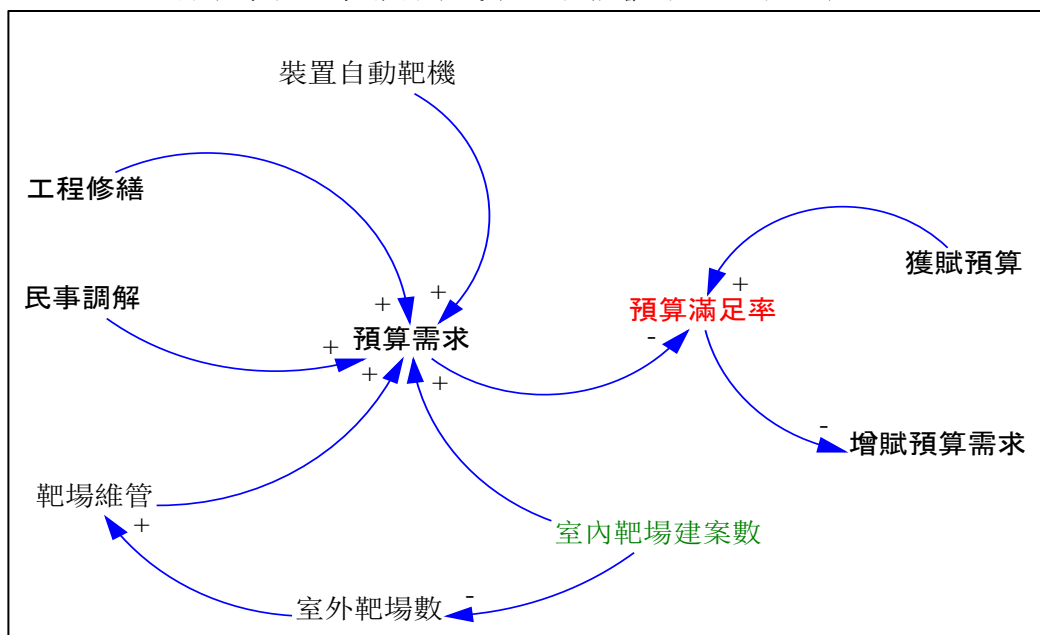 裝置自動靶機
工程修繕
獲賦預算
民事調解
+
+
+
預算滿足率
+
預算需求
-
+
+
-
增賦預算需求
靶場維管
+
室內靶場建案數
-
室外靶場數